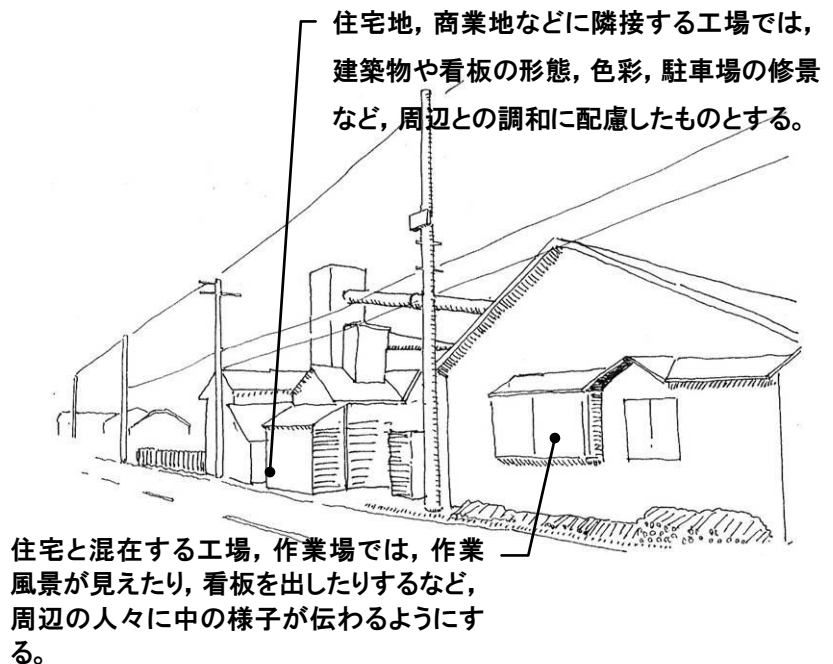 住宅地，商業地などに隣接する工場では，
建築物や看板の形態，色彩，駐車場の修景
など，周辺との調和に配慮したものとする。
住宅と混在する工場，作業場では，作業
風景が見えたり，看板を出したりするなど，
周辺の人々に中の様子が伝わるようにす
る。